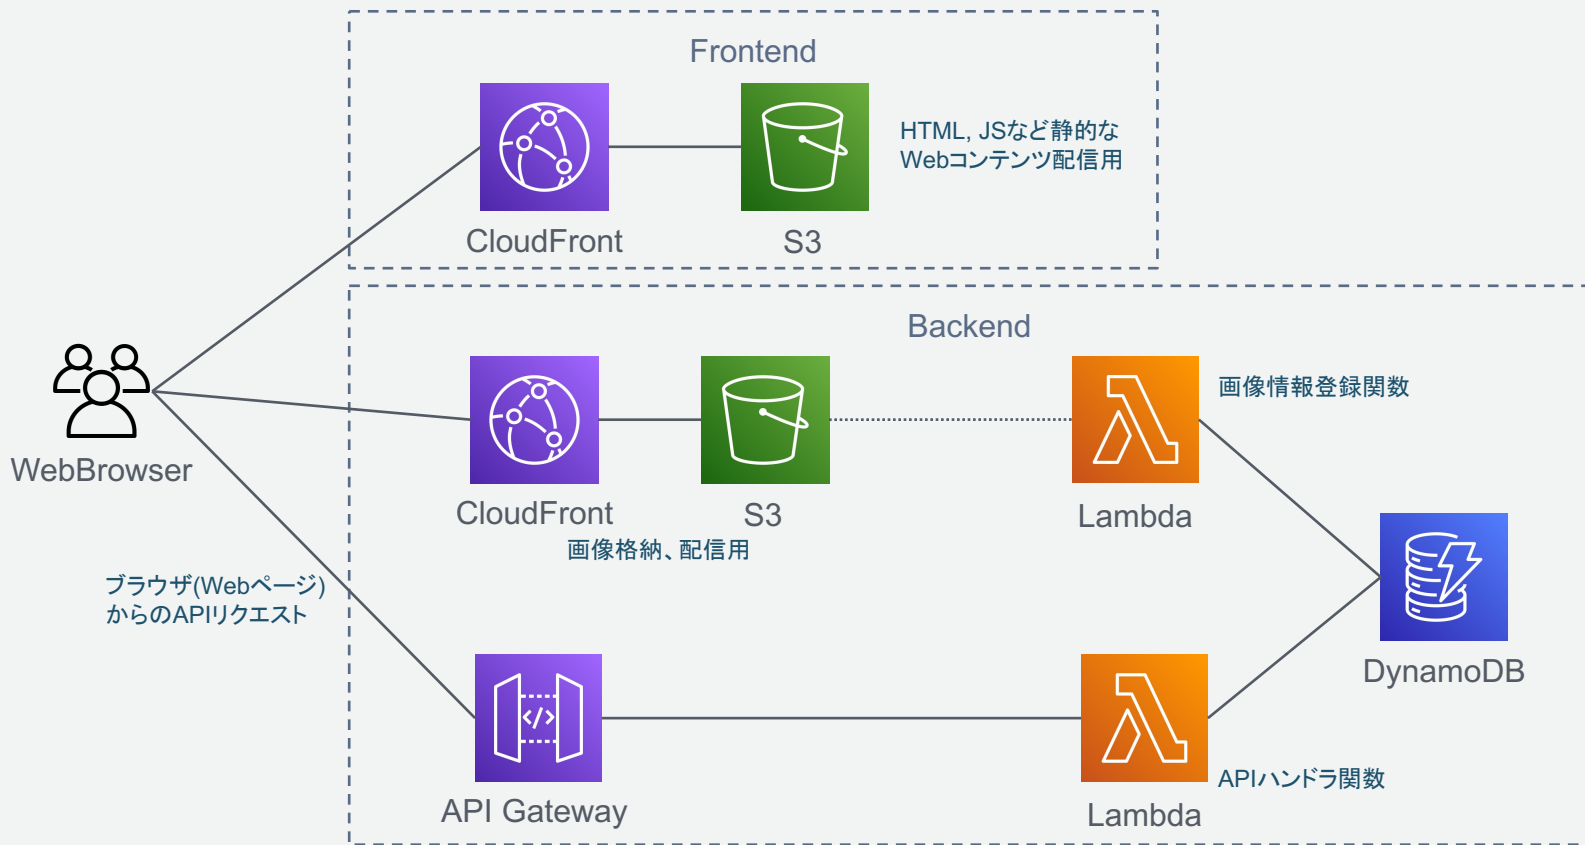 Frontend
HTML, JSなど静的な
Webコンテンツ配信用
CloudFront
S3
Backend
画像情報登録関数
WebBrowser
CloudFront
S3
Lambda
画像格納、配信用
ブラウザ(Webページ)
からのAPIリクエスト
DynamoDB
</>
APIハンドラ関数
API Gateway
Lambda